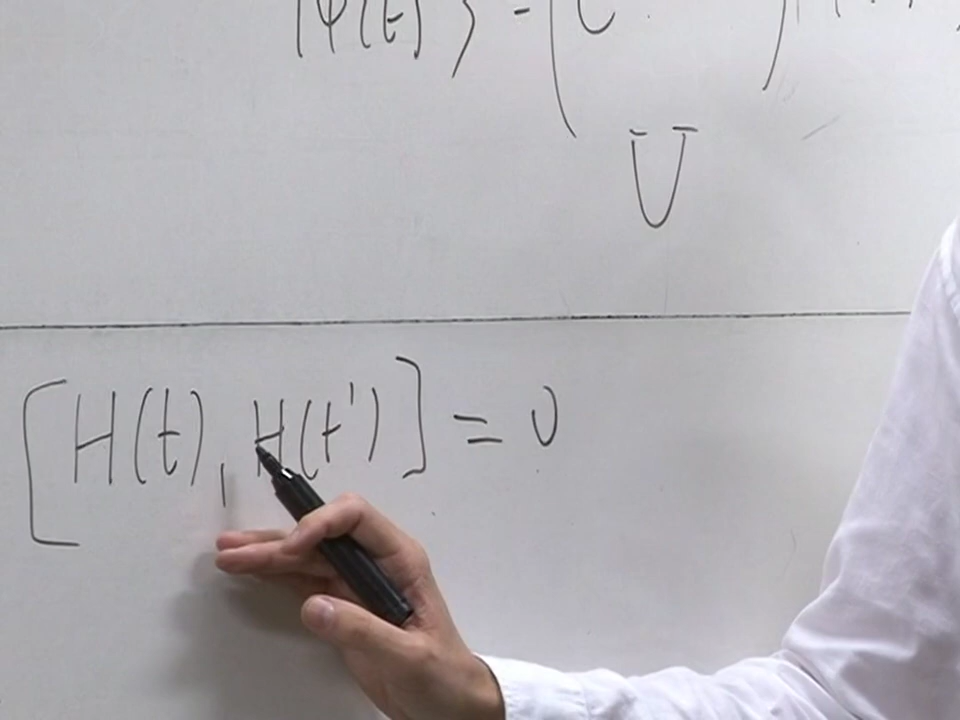 |ψ(t)⟩ = (
U
[H(t), H(t')] = 0